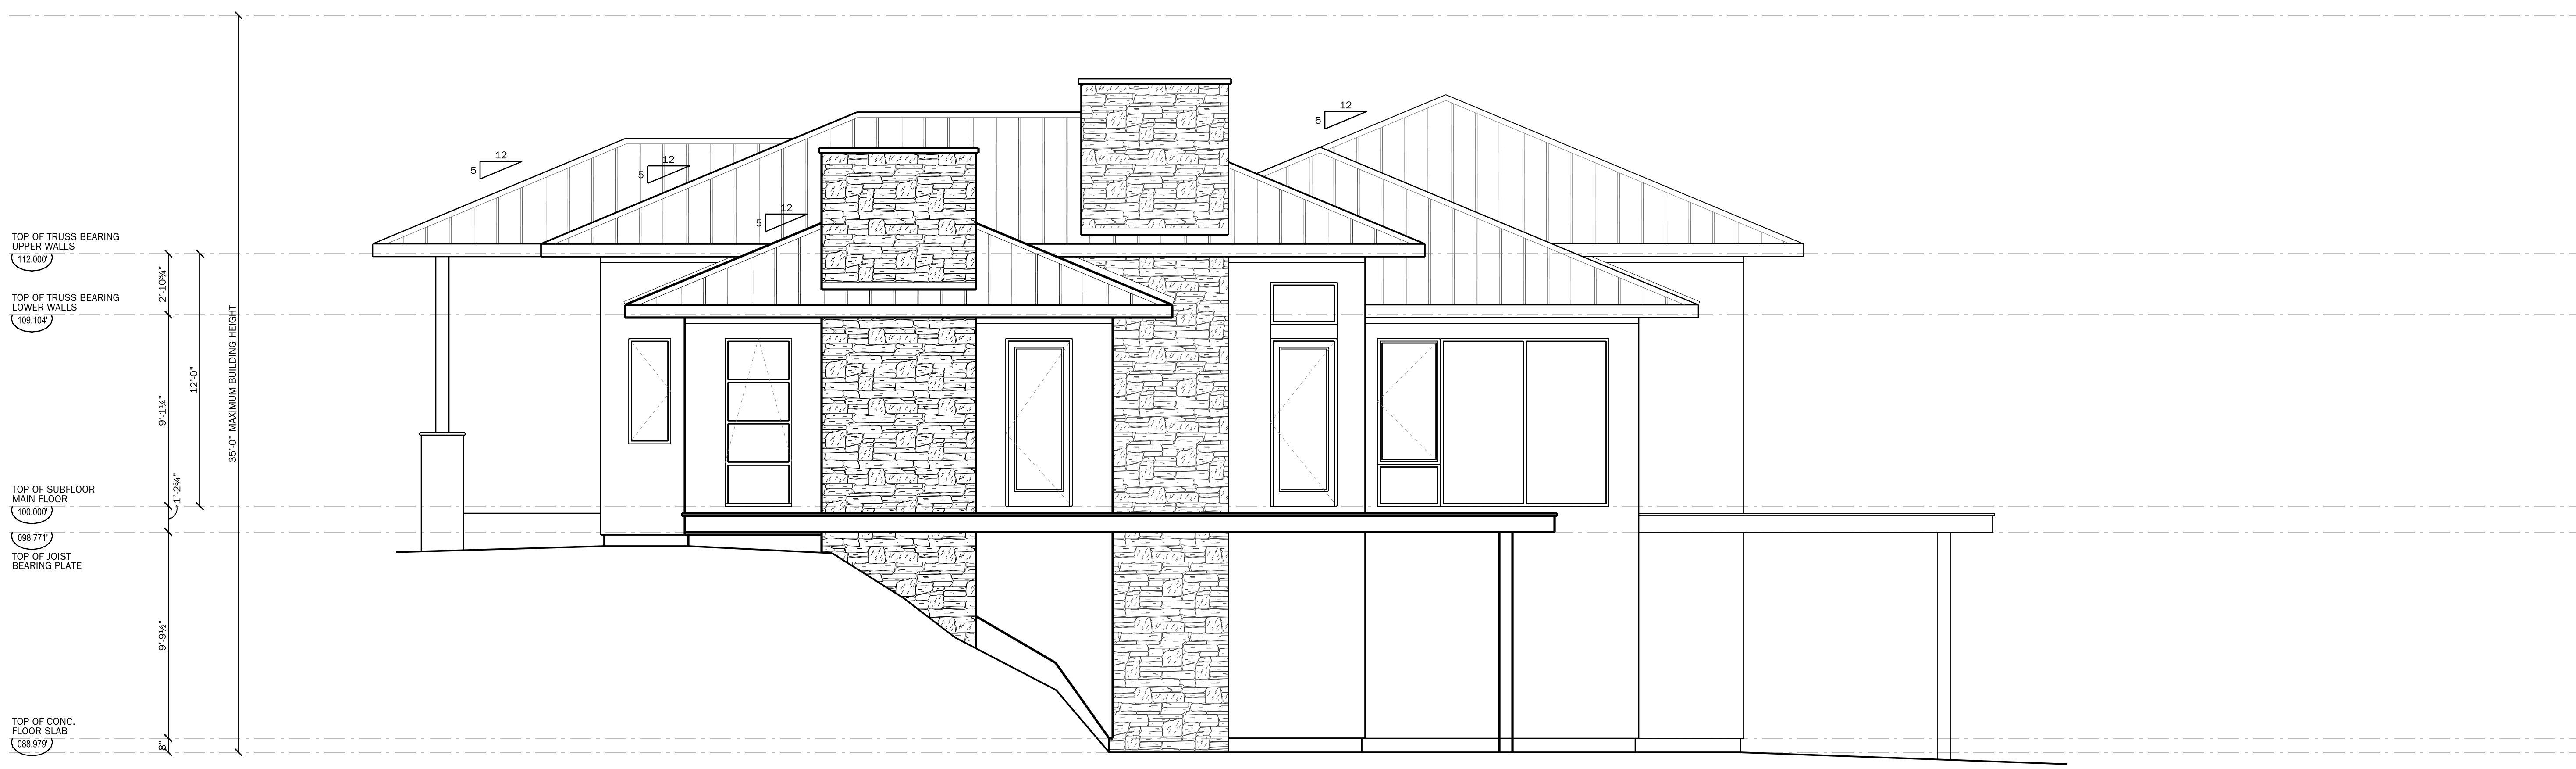 12
5
12
5
12
5
12
5
TOP OF TRUSS BEARING
UPPER WALLS
112.000'
2'-10¾"
TOP OF TRUSS BEARING
LOWER WALLS
109.104'
9'-1¼"
12'-0"
35'-0" MAXIMUM BUILDING HEIGHT
1'-2¾"
TOP OF SUBFLOOR
MAIN FLOOR
100.000'
098.771'
TOP OF JOIST
BEARING PLATE
9'-9½"
TOP OF CONC.
FLOOR SLAB
088.979'
8"